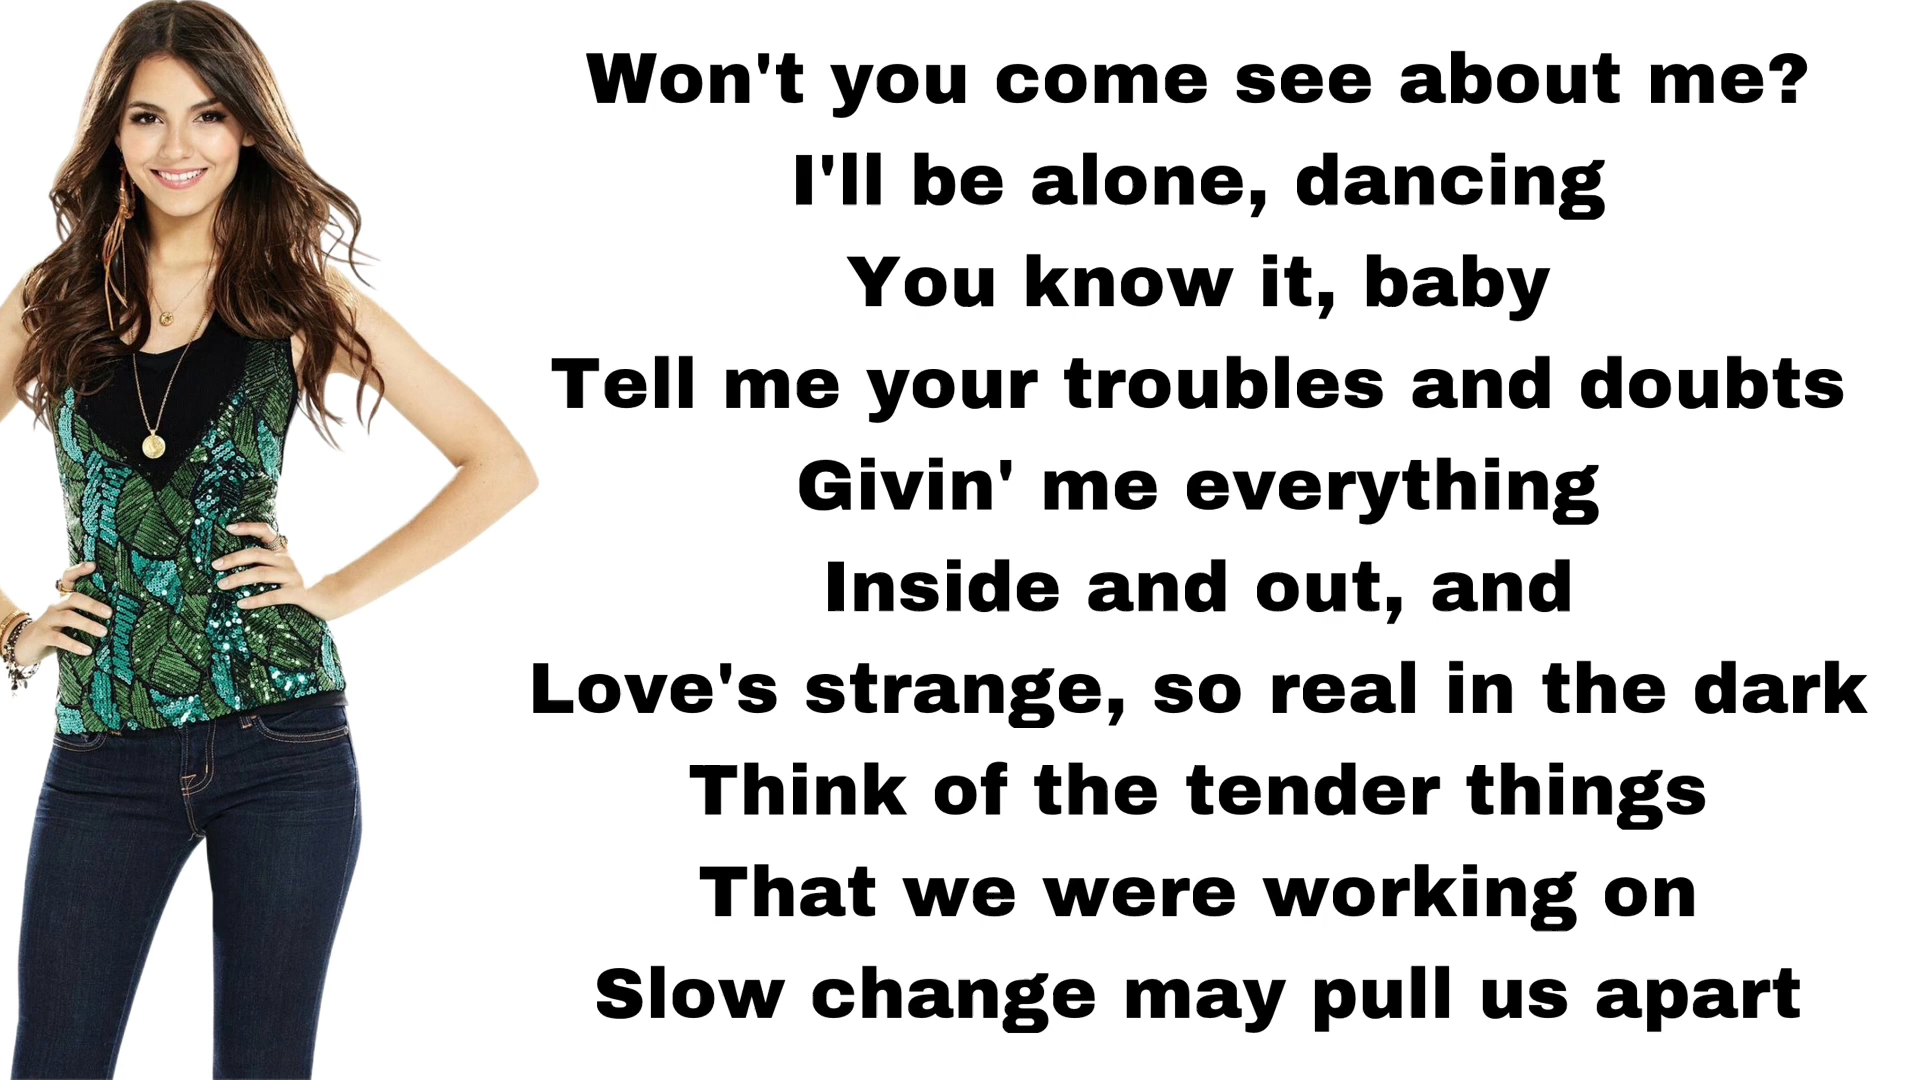 Won't you come see about me?
I'll be alone, dancing
You know it, baby
Tell me your troubles and doubts
Givin' me everything
Inside and out, and
Love's strange, so real in the dark
Think of the tender things
That we were working on
Slow change may pull us apart